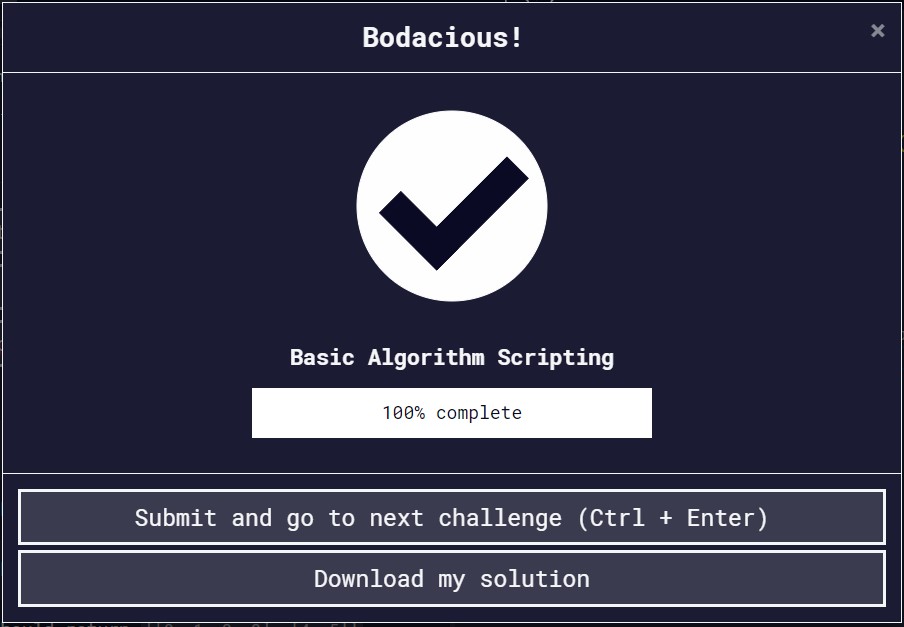 Bodacious!
×
Basic Algorithm Scripting
100% complete
Submit and go to next challenge (Ctrl + Enter)
Download my solution